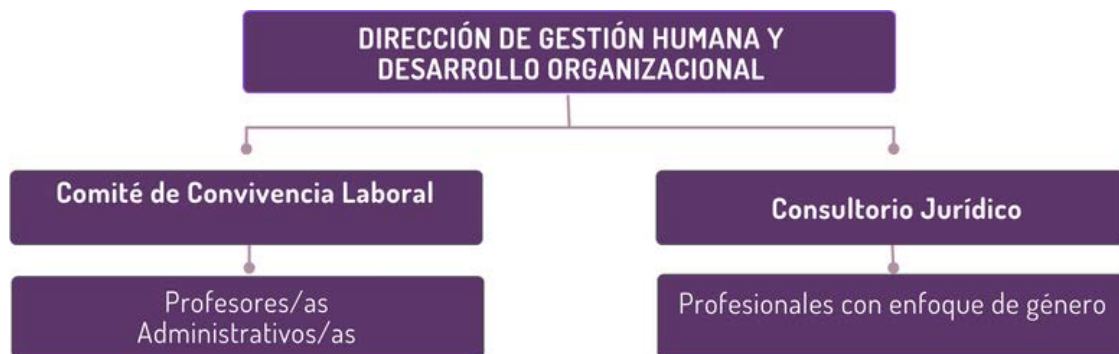 DIRECCIÓN DE GESTIÓN HUMANA Y
DESARROLLO ORGANIZACIONAL
Comité de Convivencia Laboral
Consultorio Jurídico
Profesores/as
Administrativos/as
Profesionales con enfoque de género